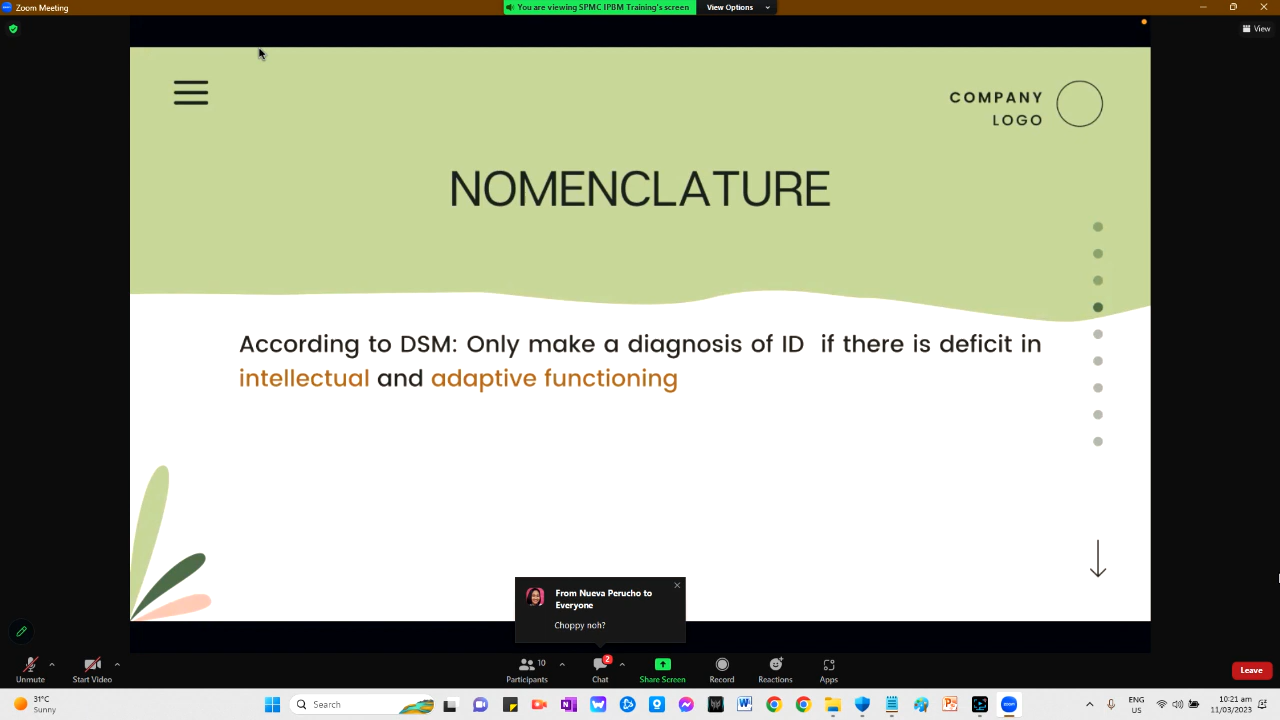 Zoom Meeting
You are viewing SPMC IPBM Training's screen
View Options
View
COMPANY
LOGO
NOMENCLATURE
According to DSM: Only make a diagnosis of ID if there is deficit in
intellectual and adaptive functioning
From Nueva Perucho to
Everyone
Choppy noh?
Unmute
Start Video
10
Participants
2
Chat
Share Screen
Record
Reactions
Apps
Leave
31°C
Sunny
Search
ENG
US
10:21 am
11/03/2023